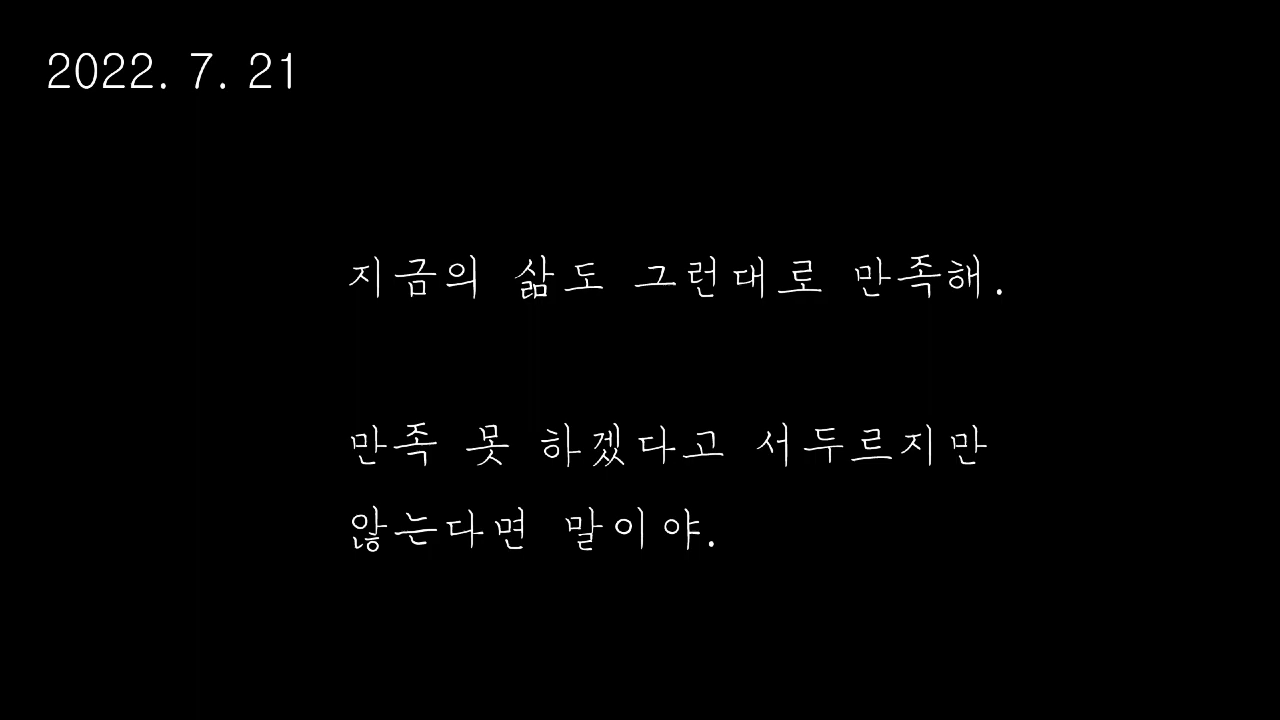 2022. 7. 21
지금의 삶도 그런대로 만족해.
만족 못 하겠다고 서두르지만
않는다면 말이야.